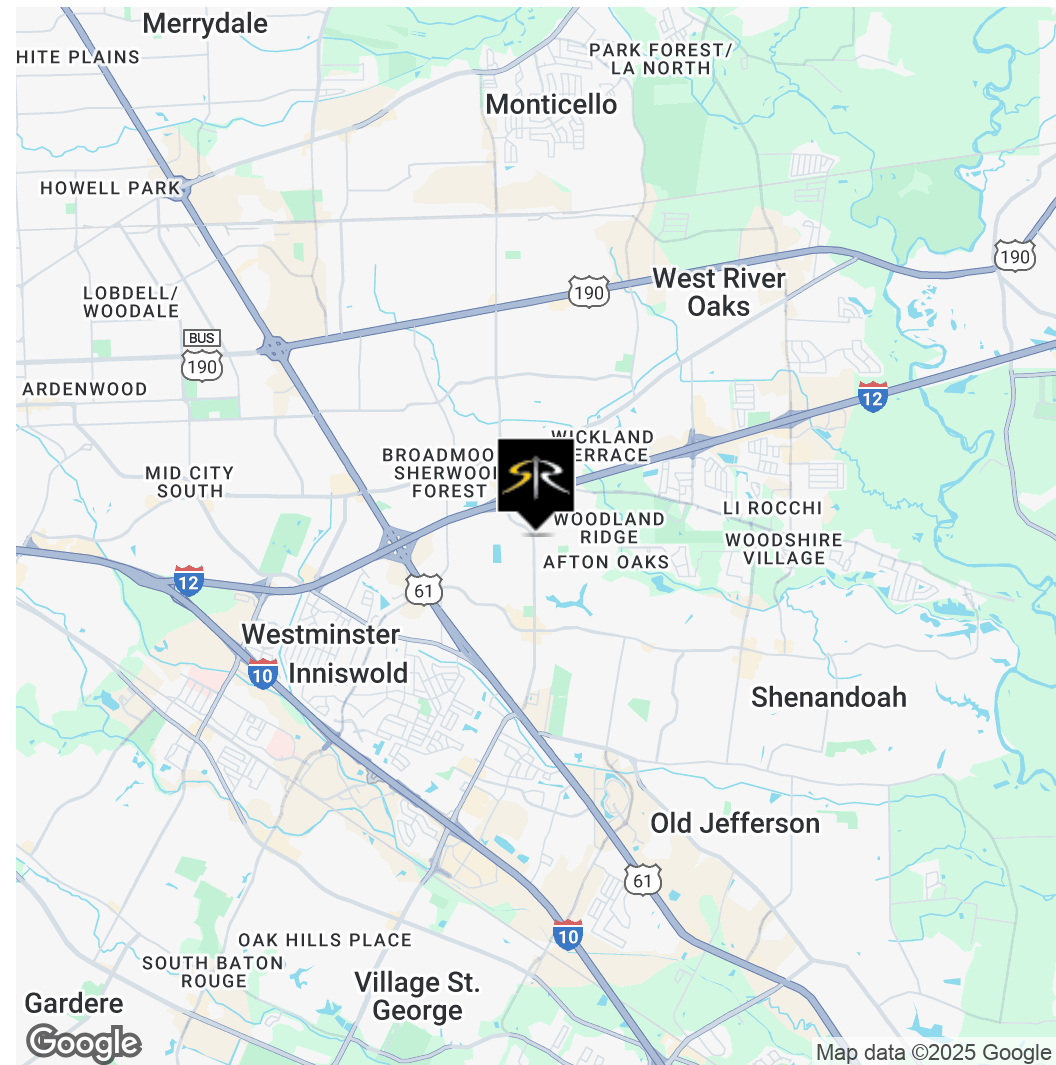 Merrydale
HITE PLAINS
PARK FOREST/
LA NORTH
Monticello
HOWELL PARK
190
West River
Oaks
190
LOBDELL/
WOODALE
BUS
190
ARDENWOOD
12
WICKLAND
ERRACE
BROADMOO
SHERWOO
FOREST
SR
MID CITY
SOUTH
LI ROCCHI
WOODLAND
RIDGE
WOODSHIRE
VILLAGE
AFTON OAKS
12
61
Westminster
Inniswold
10
Shenandoah
Old Jefferson
61
10
OAK HILLS PLACE
SOUTH BATON
ROUGE
Village St.
George
Gardere
Google
Map data ©2025 Google